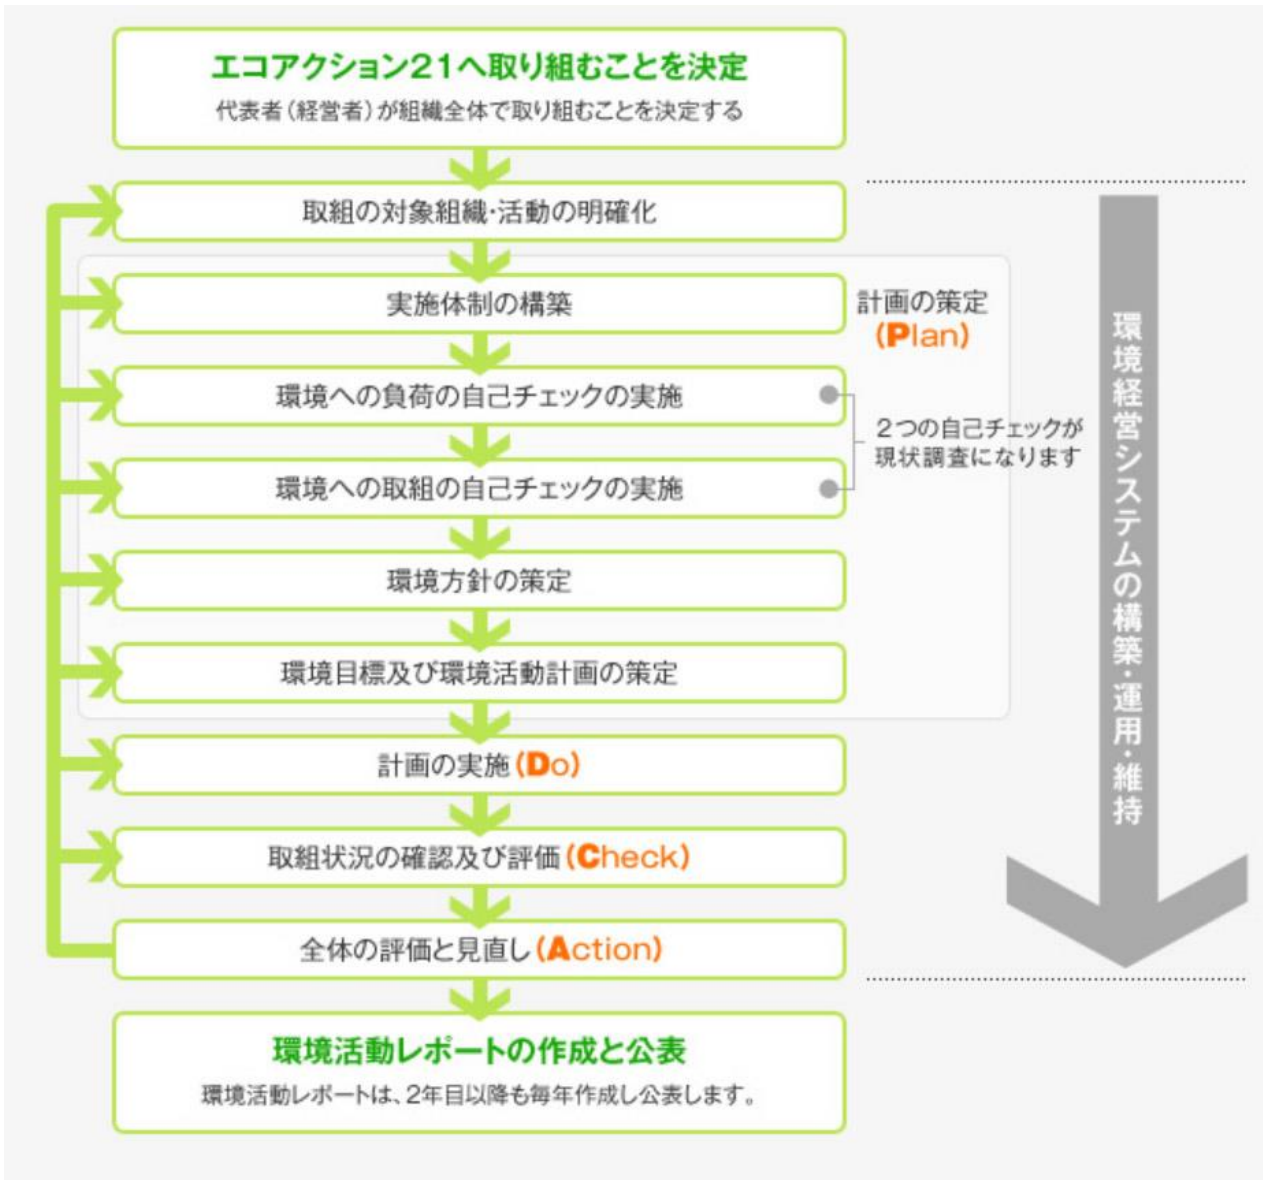 エコアクション21へ取り組むことを決定
代表者(経営者)が組織全体で取り組むことを決定する
取組の対象組織・活動の明確化
実施体制の構築
計画の策定
(Plan)
環境への負荷の自己チェックの実施
2つの自己チェックが
現状調査になります
環境への取組の自己チェックの実施
環境方針の策定
環境目標及び環境活動計画の策定
計画の実施(Do)
取組状況の確認及び評価(Check)
全体の評価と見直し(Action)
環境経営システムの構築・運用・維持
環境活動レポートの作成と公表
環境活動レポートは、2年目以降も毎年作成し公表します。